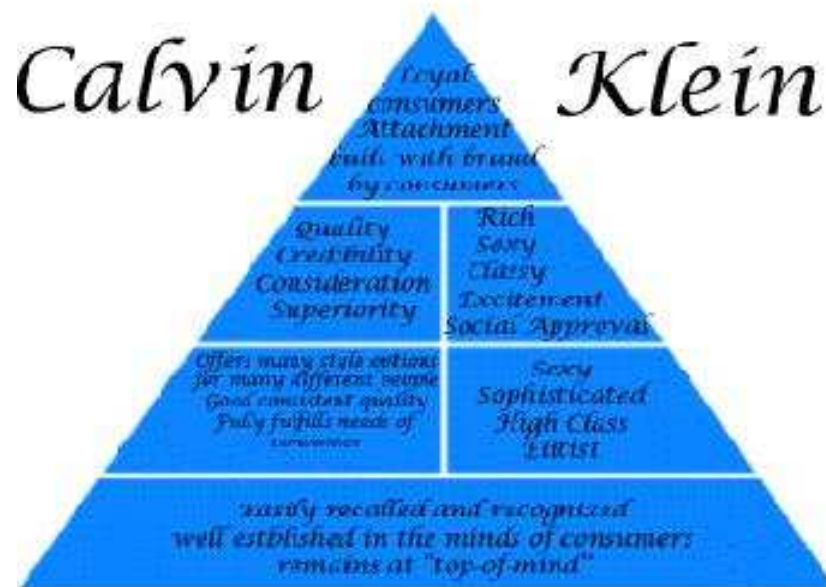 Calvin Klein
Loyal
consumers
Attachment
built with brand
by consumers
Quality
Credibility
Consideration
Superiority
Rich
Sexy
Classy
Excitement
Social Approval
Offers many style options
for many different people
Good consistent quality
Fully fulfills needs of
Sexy
Sophisticated
High Class
Elitist
easily recalled and recognized
well estblished in the minds of consumers
remains at "top-of-mind"